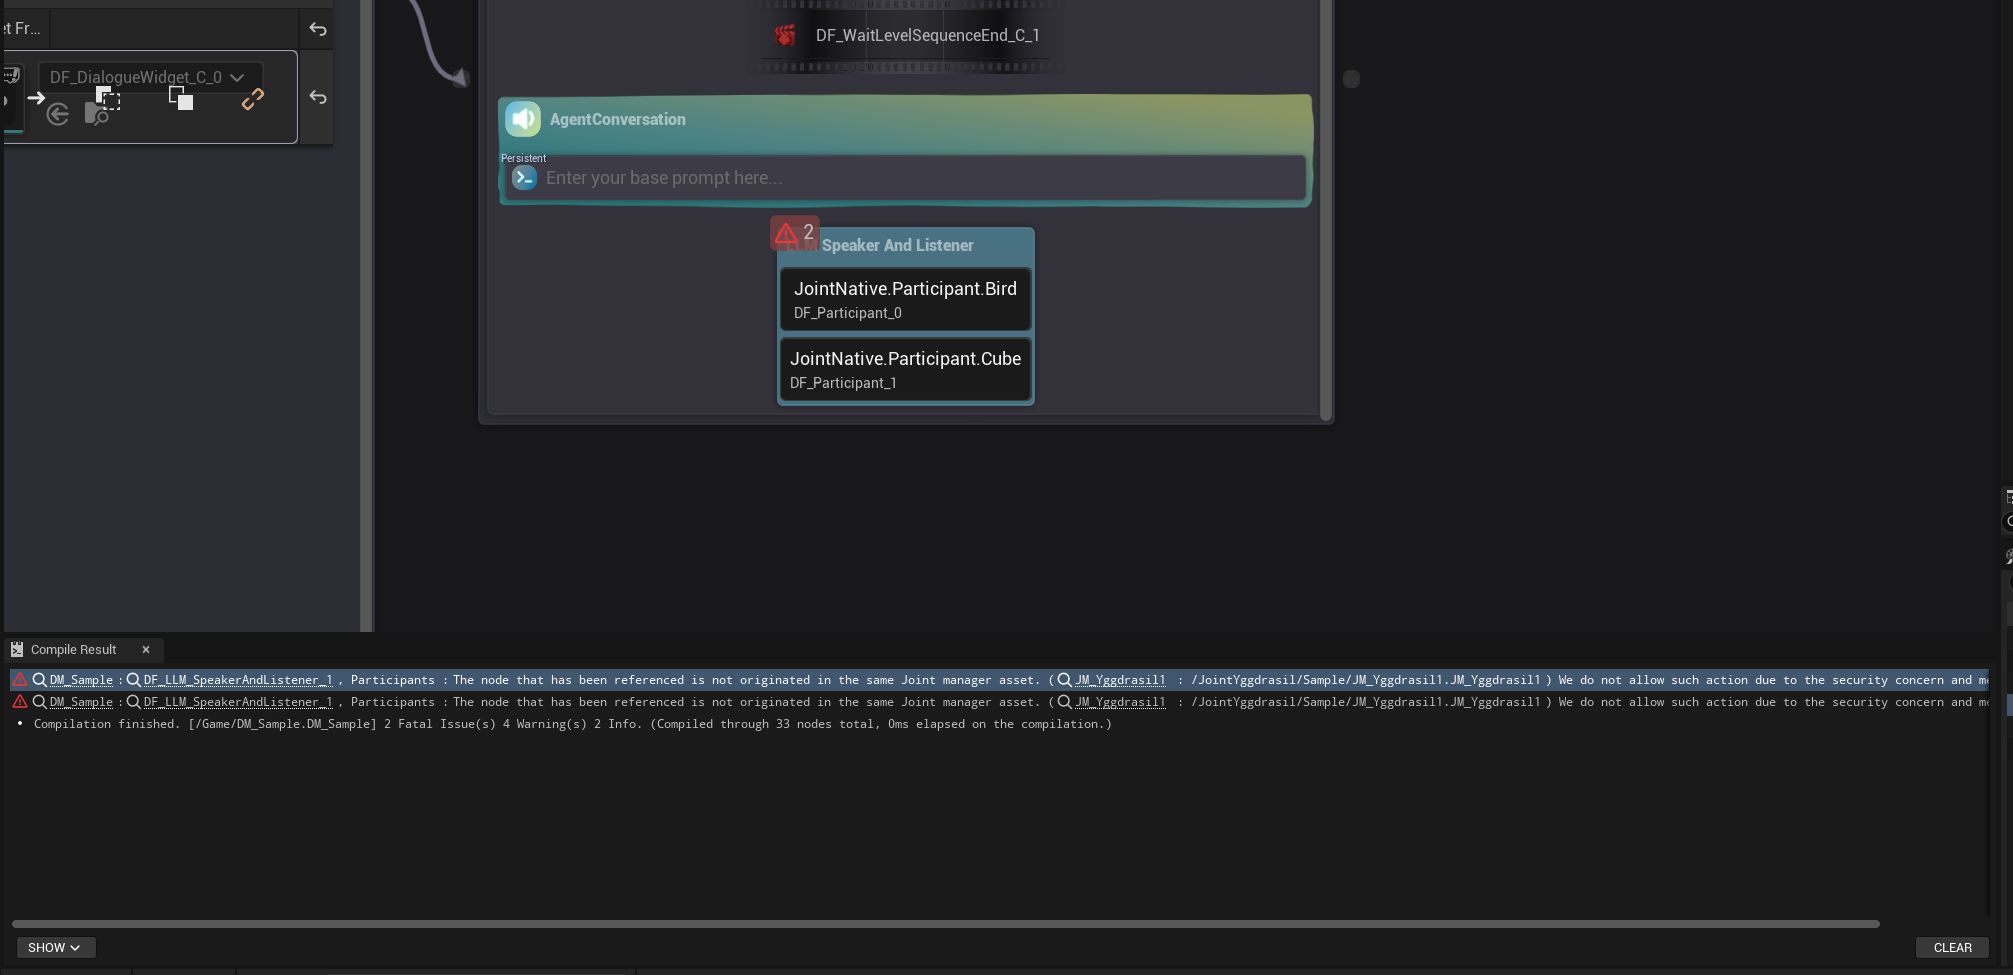 et Fr...
DF_WaitLevelSequenceEnd_C_1
DF_DialogueWidget_C_0
AgentConversation
Persistent
Enter your base prompt here...
2
LLM Speaker And Listener
JointNative.Participant.Bird
DF_Participant_0
JointNative.Participant.Cube
DF_Participant_1
Compile Result
DM_Sample : DF_LLM_SpeakerAndListener_1 , Participants : The node that has been referenced is not originated in the same Joint manager asset. ( JM_Yggdrasil1 : /JointYggdrasil/Sample/JM_Yggdrasil1.JM_Yggdrasil1 ) We do not allow such action due to the security concern and me
DM_Sample : DF_LLM_SpeakerAndListener_1 , Participants : The node that has been referenced is not originated in the same Joint manager asset. ( JM_Yggdrasil1 : /JointYggdrasil/Sample/JM_Yggdrasil1.JM_Yggdrasil1 ) We do not allow such action due to the security concern and me
• Compilation finished. [/Game/DM_Sample.DM_Sample] 2 Fatal Issue(s) 4 Warning(s) 2 Info. (Compiled through 33 nodes total, 0ms elapsed on the compilation.)
SHOW
CLEAR